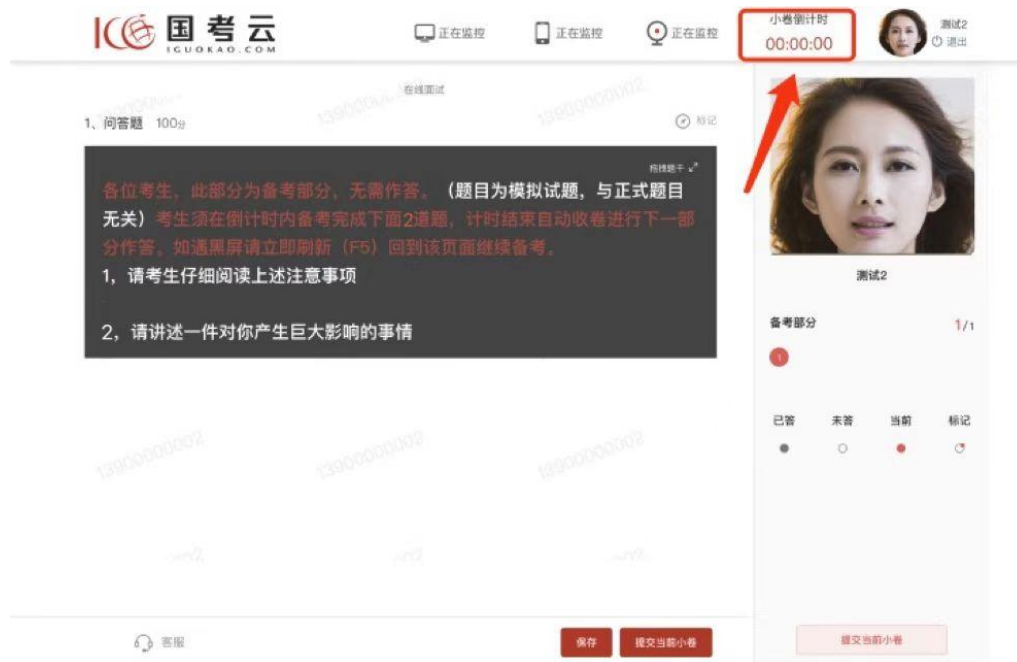 国考云
IGUOKAO.COM
正在监控
正在监控
正在监控
小卷倒计时
00:00:00
测试2
退出
在线面试
1、问答题 100分
标记
拖拽题干
各位考生，此部分为备考部分，无需作答。（题目为模拟试题，与正式题目
无关）考生须在倒计时内备考完成下面2道题，计时结束自动收卷进行下一部
分作答，如遇黑屏请立即刷新（F5）回到该页面继续备考。
1，请考生仔细阅读上述注意事项
2，请讲述一件对你产生巨大影响的事情
测试2
备考部分 1/1
1
已答 未答 当前 标记
13900000002 13900000002 13900000002
客服
保存
提交当前小卷
提交当前小卷